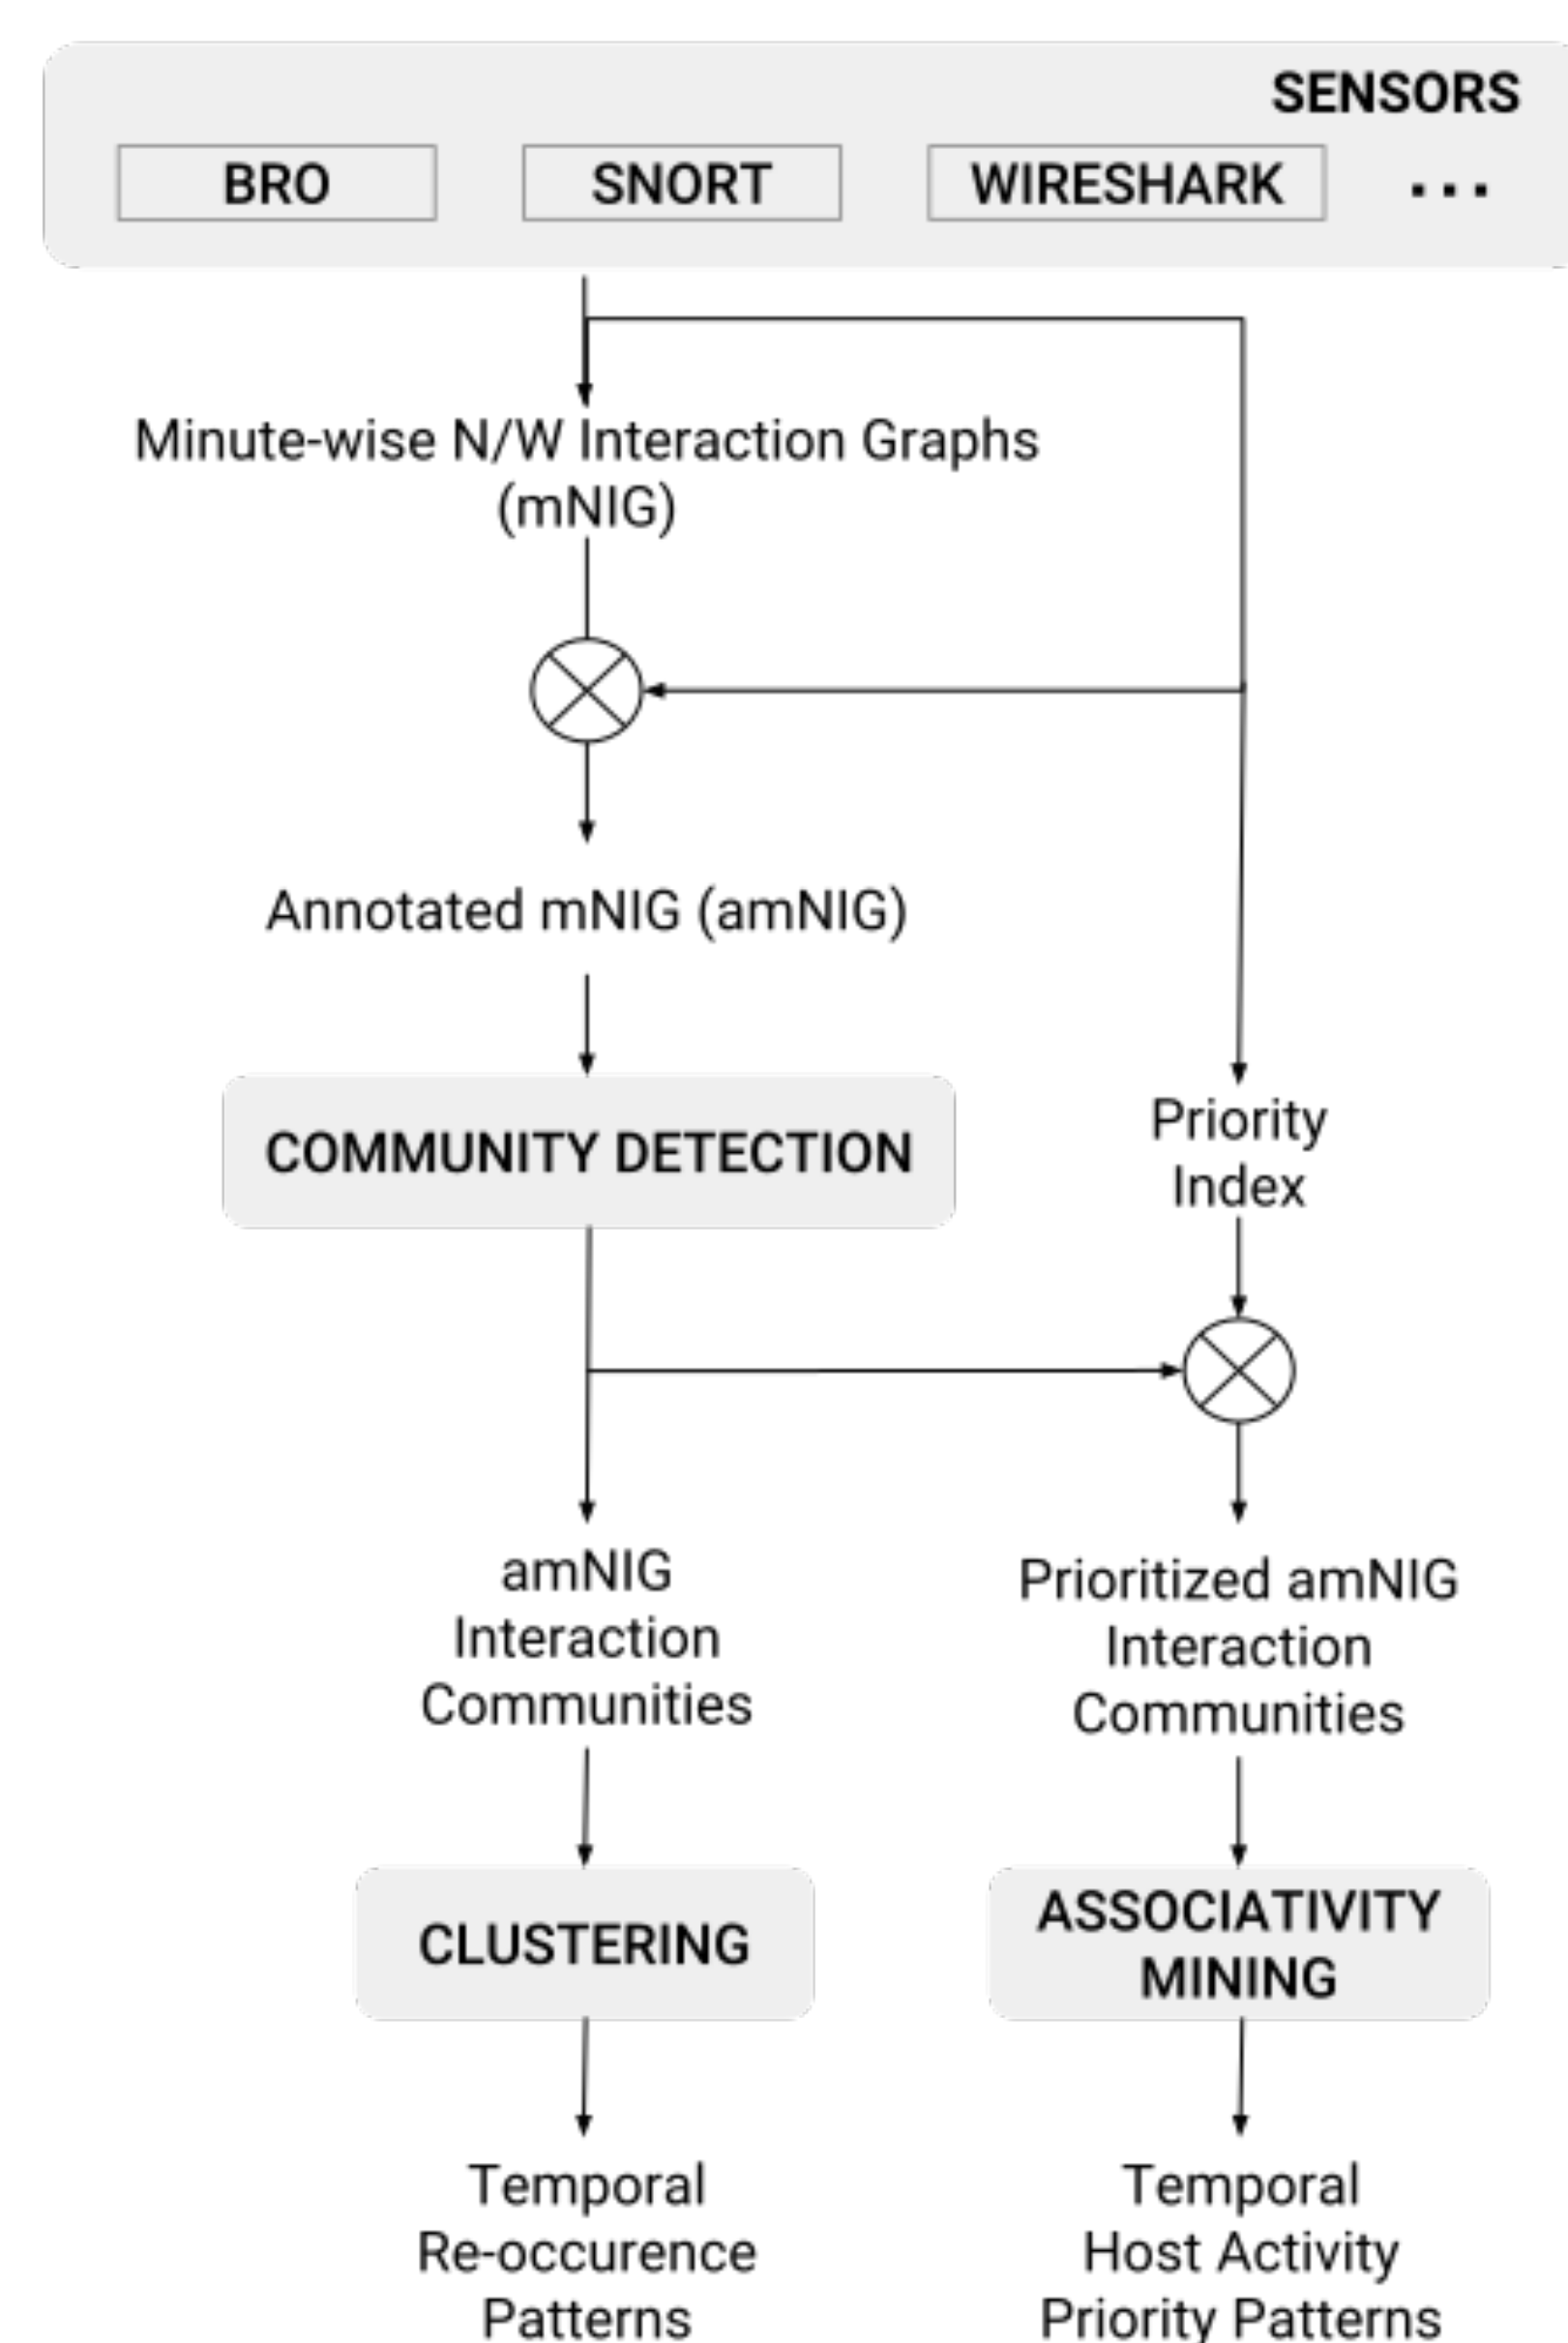 SENSORS
BRO
SNORT
WIRESHARK
...
Minute-wise N/W Interaction Graphs
(mNIG)
Annotated mNIG (amNIG)
COMMUNITY DETECTION
Priority
Index
amNIG
Interaction
Communities
Prioritized amNIG
Interaction
Communities
CLUSTERING
ASSOCIATIVITY
MINING
Temporal
Re-occurence
Patterns
Temporal
Host Activity
Priority Patterns